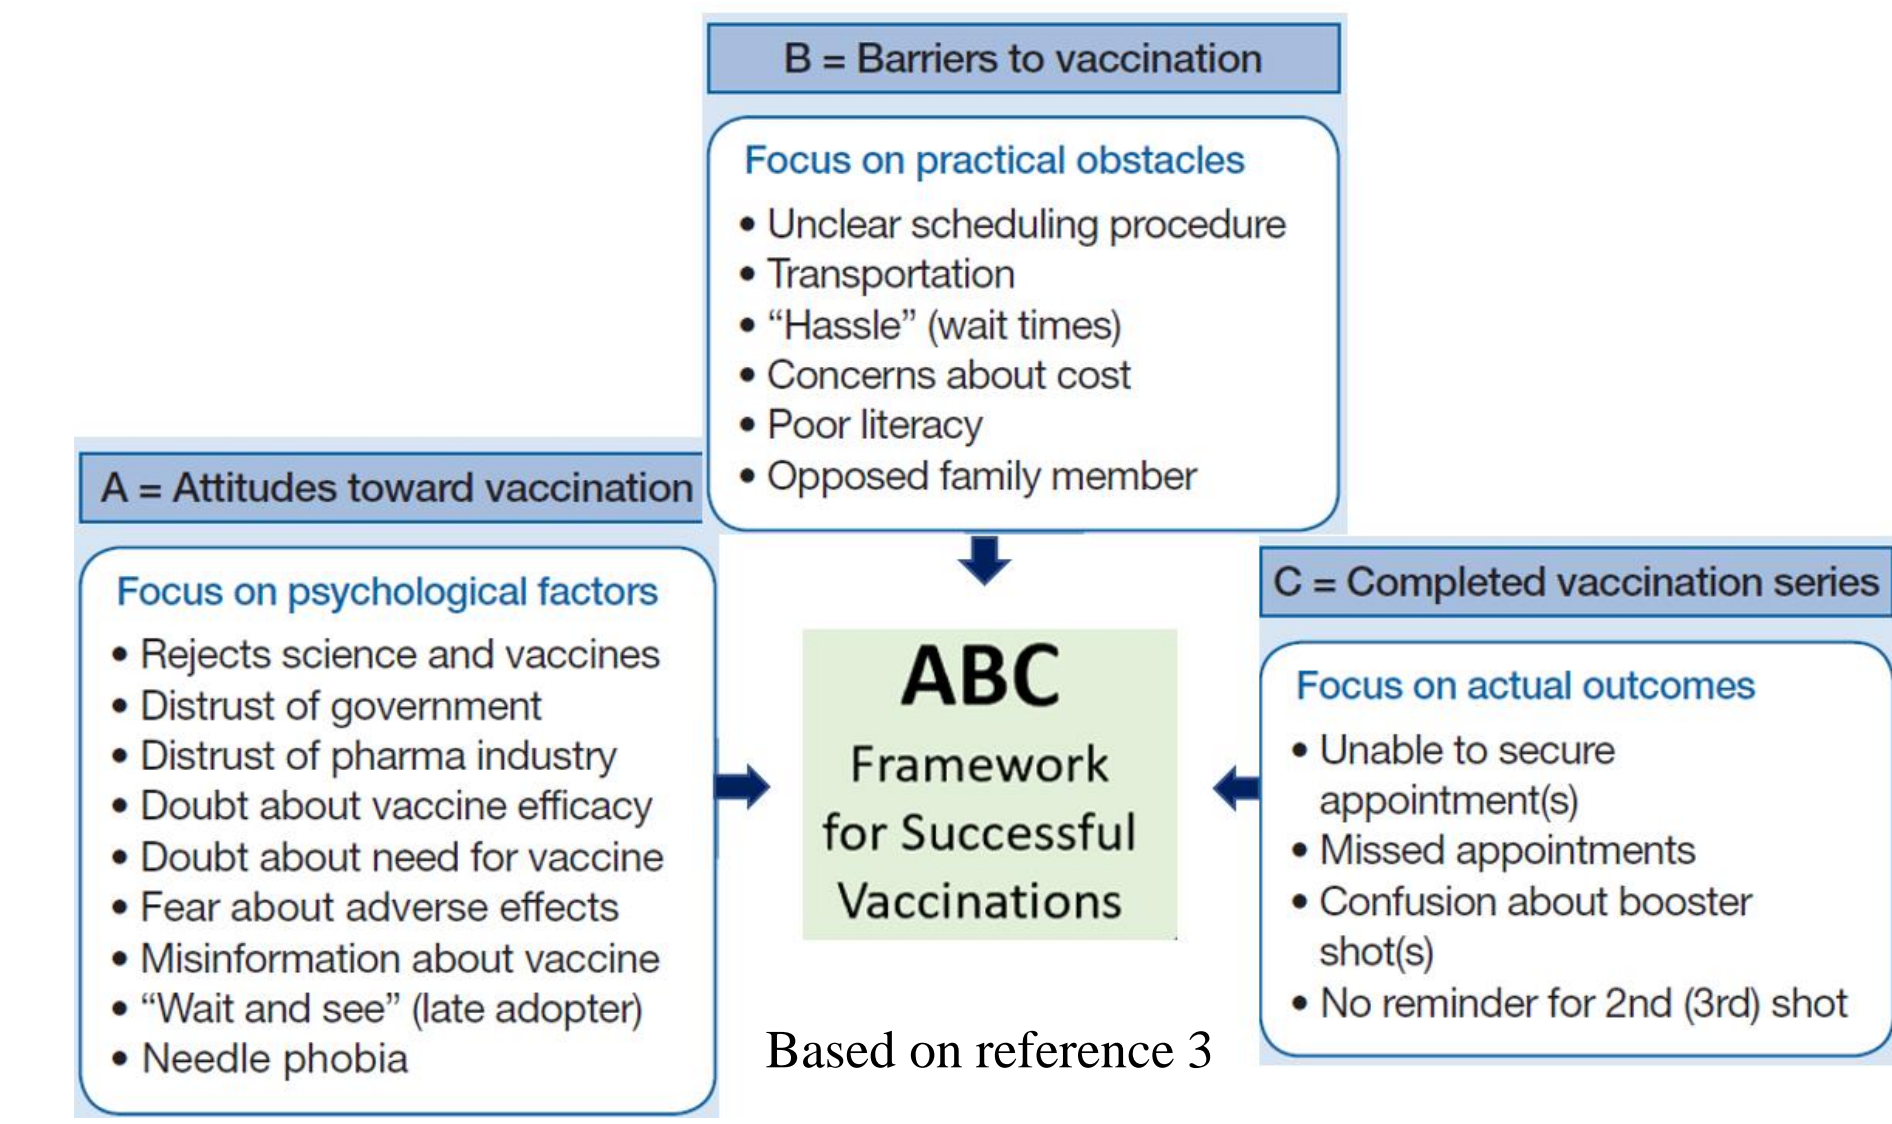 B = Barriers to vaccination
Focus on practical obstacles
• Unclear scheduling procedure
• Transportation
• “Hassle” (wait times)
• Concerns about cost
• Poor literacy
• Opposed family member
A = Attitudes toward vaccination
Focus on psychological factors
• Rejects science and vaccines
• Distrust of government
• Distrust of pharma industry
• Doubt about vaccine efficacy
• Doubt about need for vaccine
• Fear about adverse effects
• Misinformation about vaccine
• “Wait and see” (late adopter)
• Needle phobia
ABC
Framework
for Successful
Vaccinations
Based on reference 3
C = Completed vaccination series
Focus on actual outcomes
• Unable to secure
appointment(s)
• Missed appointments
• Confusion about booster
shot(s)
• No reminder for 2nd (3rd) shot